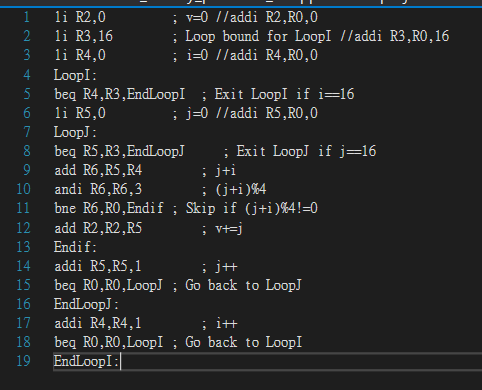 1 li R2,0 ; v=0 //addi R2,R0,0
2 li R3,16 ; Loop bound for LoopI //addi R3,R0,16
3 li R4,0 ; i=0 //addi R4,R0,0
4 LoopI:
5 beq R4,R3,EndLoopI ; Exit LoopI if i==16
6 li R5,0 ; j=0 //addi R5,R0,0
7 LoopJ:
8 beq R5,R3,EndLoopJ ; Exit LoopJ if j==16
9 add R6,R5,R4 ; j+i
10 andi R6,R6,3 ; (j+i)%4
11 bne R6,R0,Endif ; Skip if (j+i)%4!=0
12 add R2,R2,R5 ; v+=j
13 Endif:
14 addi R5,R5,1 ; j++
15 beq R0,R0,LoopJ ; Go back to LoopJ
16 EndLoopJ:
17 addi R4,R4,1 ; i++
18 beq R0,R0,LoopI ; Go back to LoopI
19 EndLoopI: